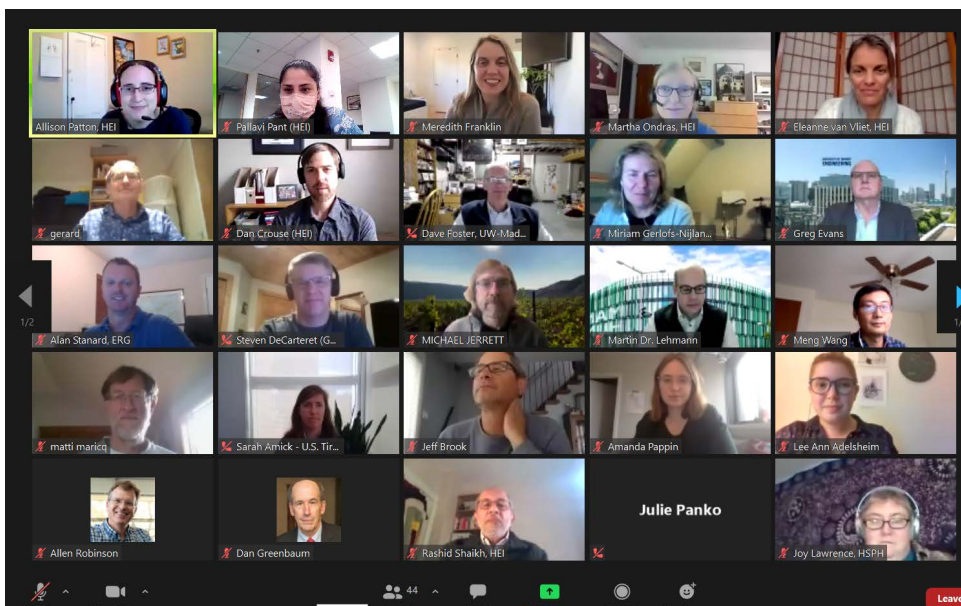 Allison Patton, HEI
Pallavi Pant (HEI)
Meredith Franklin
Martha Ondras, HEI
Eleanne van Vliet, HEI
gerard
Dan Crouse (HEI)
Dave Foster, UW-Mad...
Miriam Gerlofs-Nijlan...
ENGINEERING
Greg Evans
1/2
Alan Stanard, ERG
Steven DeCarteret (G...
MICHAEL JERRETT
Martin Dr. Lehmann
Meng Wang
matti maricq
Sarah Amick - U.S. Tir...
Jeff Brook
Amanda Pappin
Lee Ann Adelsheim
Allen Robinson
Dan Greenbaum
Rashid Shaikh, HEI
Julie Panko
Joy Lawrence, HSPH
44
Leave